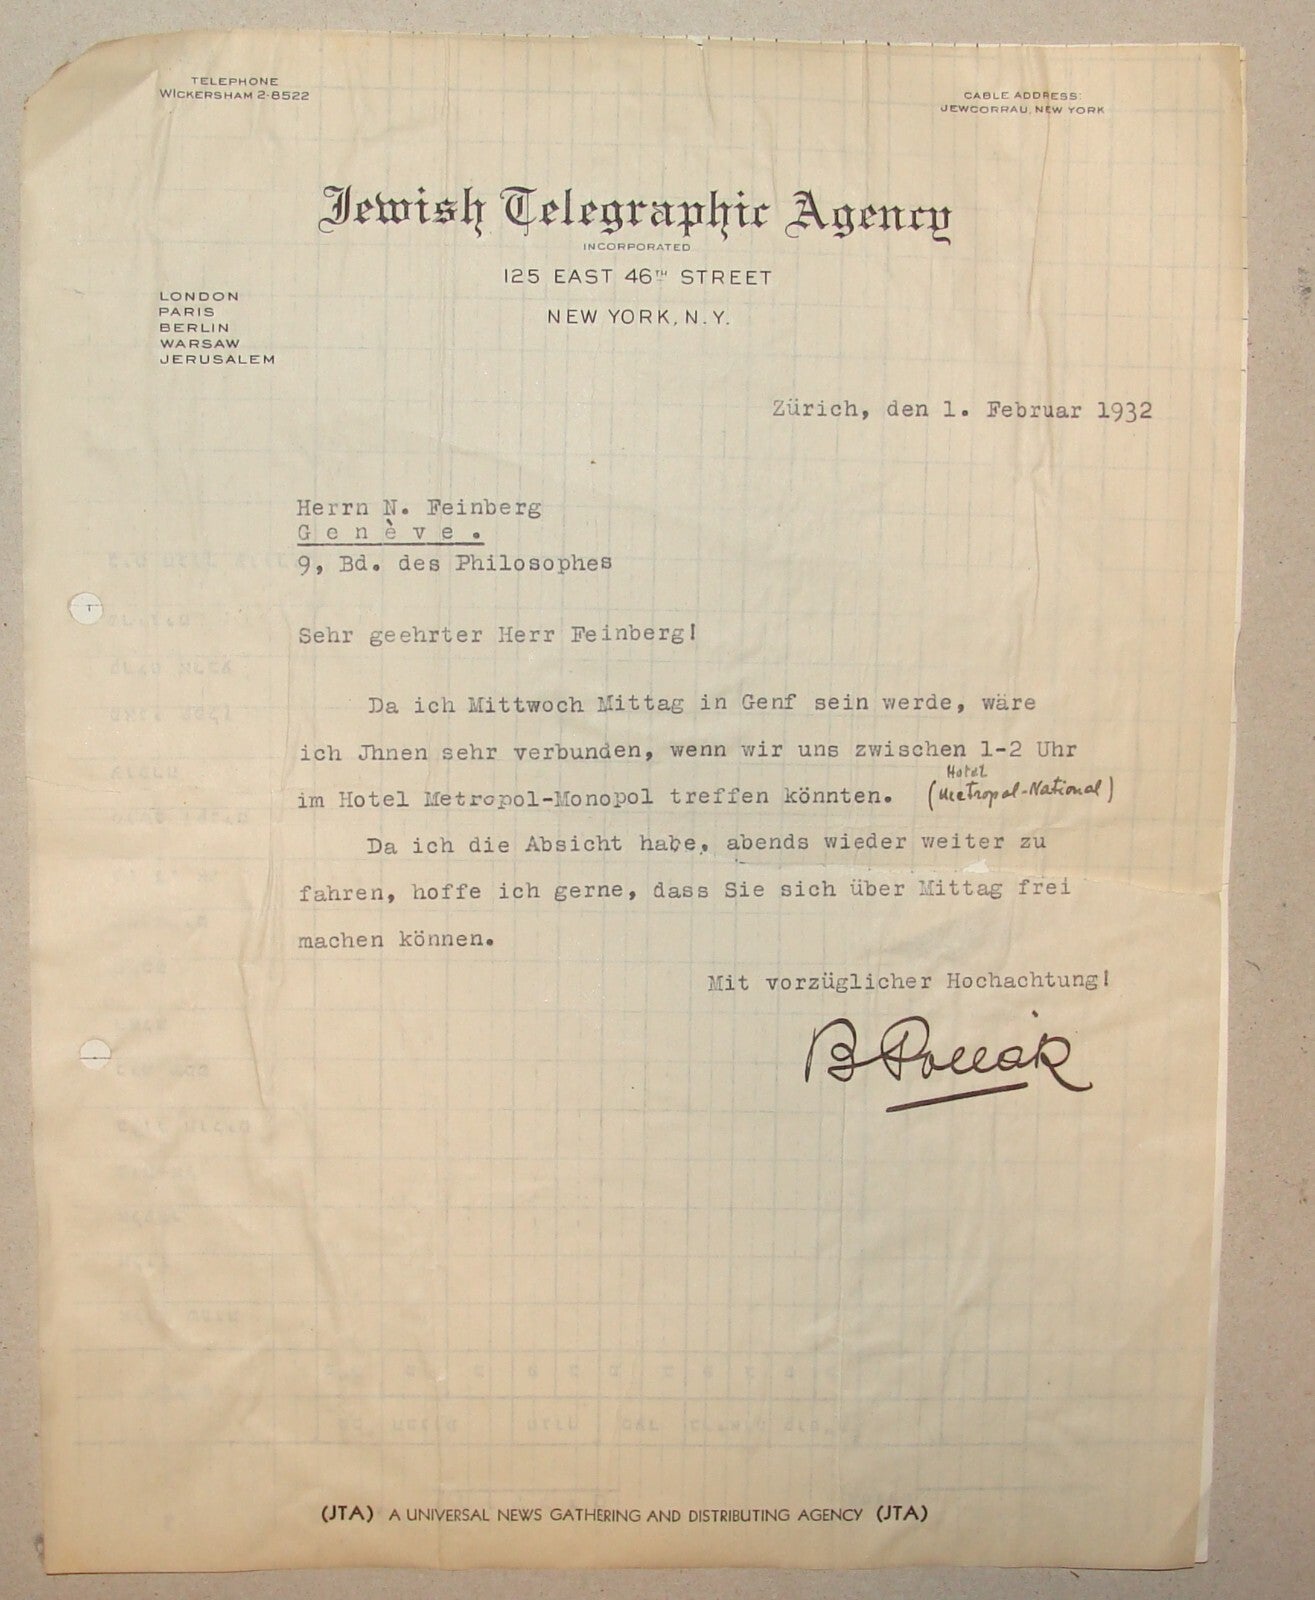 TELEPHONE
WICKERSHAM 2-8522
CABLE ADDRESS:
JEWCORRAU, NEW YORK
Jewish Telegraphic Agency
INCORPORATED
125 EAST 46TH STREET
NEW YORK, N.Y.
LONDON
PARIS
BERLIN
WARSAW
JERUSALEM
Zürich, den 1. Februar 1932
Herrn N. Feinberg
G e n è v e .
9, Bd. des Philosophes
Sehr geehrter Herr Feinberg!
Da ich Mittwoch Mittag in Genf sein werde, wäre
ich Jhnen sehr verbunden, wenn wir uns zwischen 1-2 Uhr
Hotel
im Hotel Metropol-Monopol treffen könnten. (Metropol-National)
Da ich die Absicht habe, abends wieder weiter zu
fahren, hoffe ich gerne, dass Sie sich über Mittag frei
machen können.
Mit vorzüglicher Hochachtung!
B Pollak
(JTA) A UNIVERSAL NEWS GATHERING AND DISTRIBUTING AGENCY (JTA)